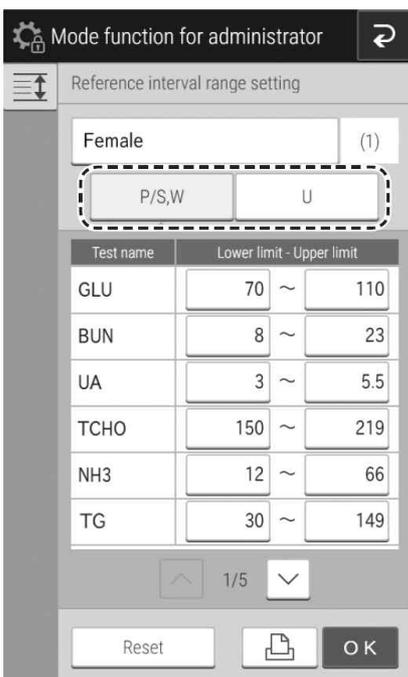 Mode function for administrator
Reference interval range setting
Female (1)
P/S,W U
Test name Lower limit - Upper limit
GLU 70 ~ 110
BUN 8 ~ 23
UA 3 ~ 5.5
TCHO 150 ~ 219
NH3 12 ~ 66
TG 30 ~ 149
1/5
Reset OK